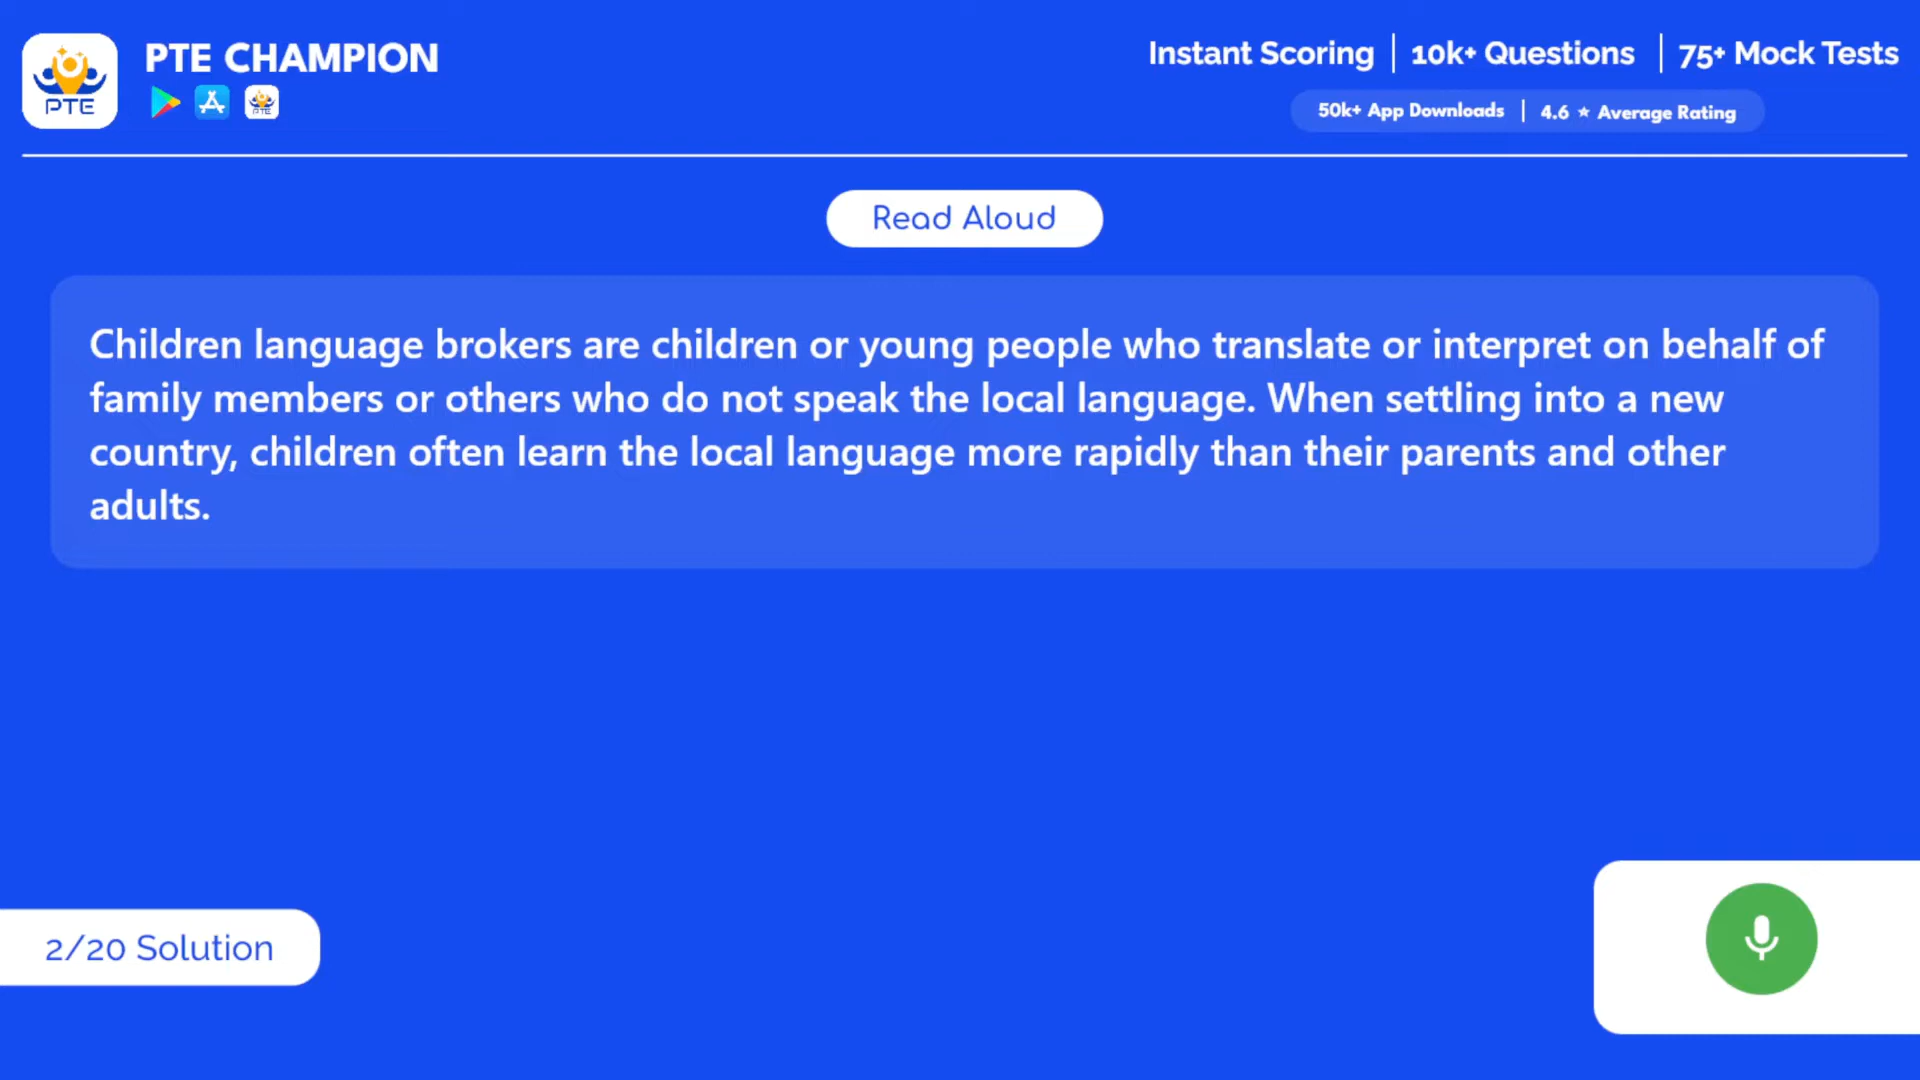 PTE CHAMPION
PTE
PTE
Instant Scoring | 10k+ Questions | 75+ Mock Tests
50k+ App Downloads | 4.6 ★ Average Rating
Read Aloud
Children language brokers are children or young people who translate or interpret on behalf of
family members or others who do not speak the local language. When settling into a new
country, children often learn the local language more rapidly than their parents and other
adults.
2/20 Solution